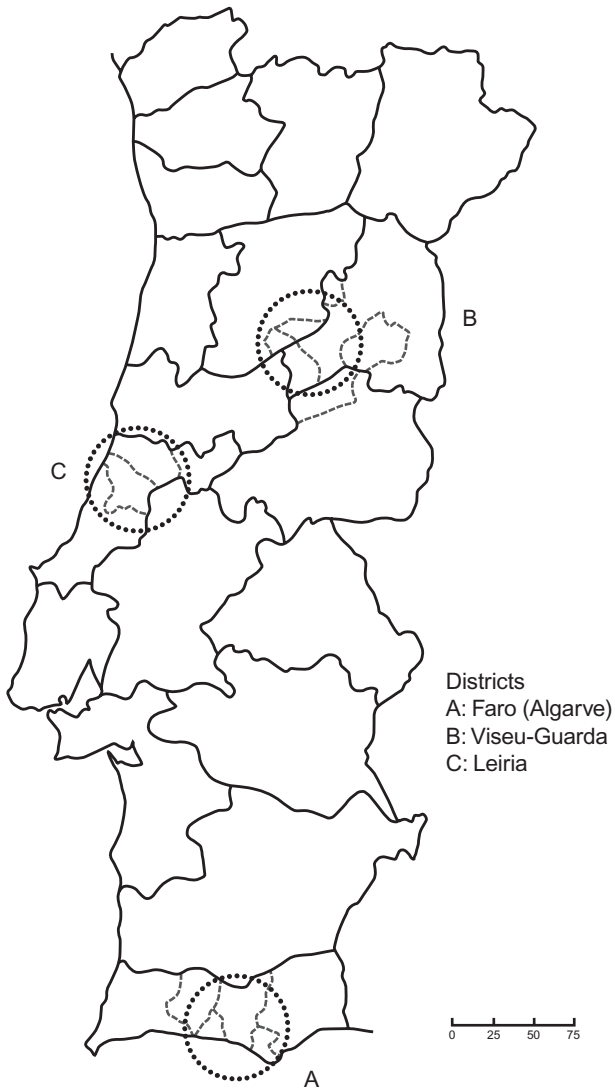 B
C
Districts
A: Faro (Algarve)
B: Viseu-Guarda
C: Leiria
0 25 50 75
A